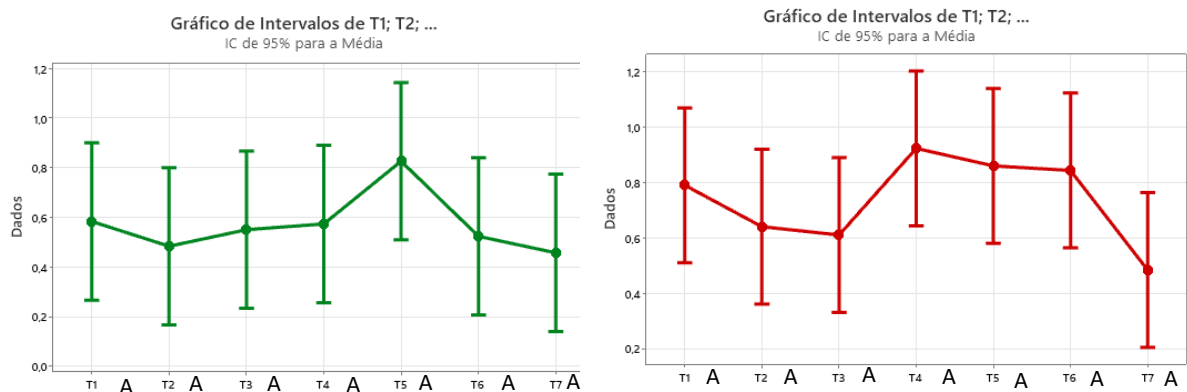 Gráfico de Intervalos de T1; T2; ...
IC de 95% para a Média
1,2
1,0
0,8
0,6
0,4
0,2
0,0
Dados
T1 A T2 A T3 A T4 A T5 A T6 A T7 A
Gráfico de Intervalos de T1; T2; ...
IC de 95% para a Média
1,2
1,0
0,8
0,6
0,4
0,2
Dados
T1 A T2 A T3 A T4 A T5 A T6 A T7 A